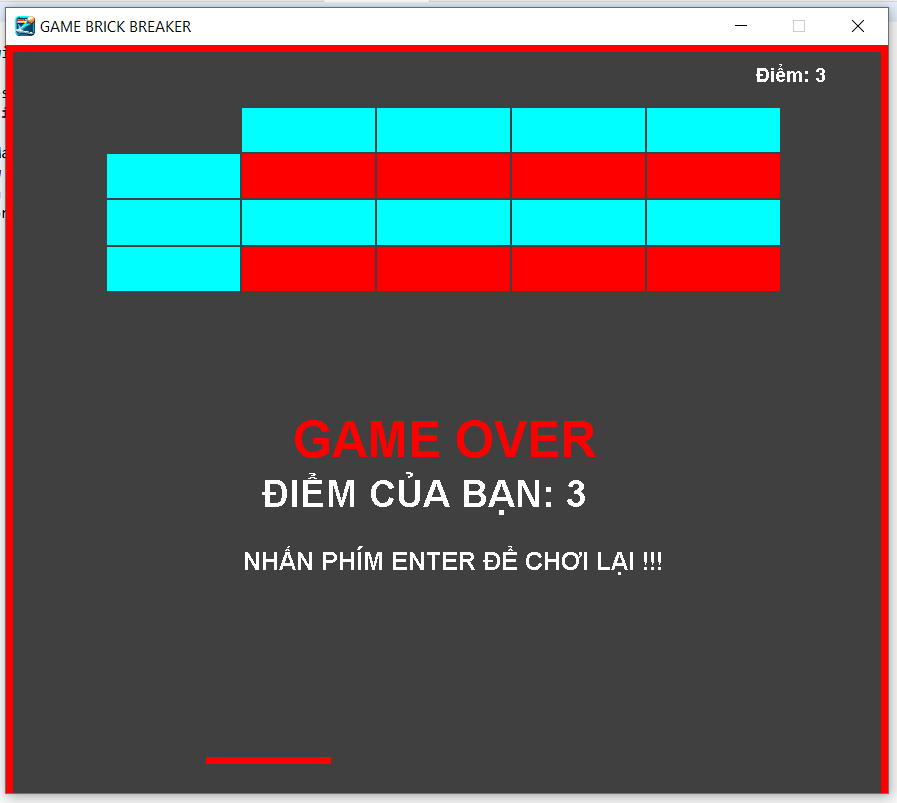 GAME BRICK BREAKER
Điểm: 3
GAME OVER
ĐIỂM CỦA BẠN: 3
NHẤN PHÍM ENTER ĐỂ CHƠI LẠI !!!